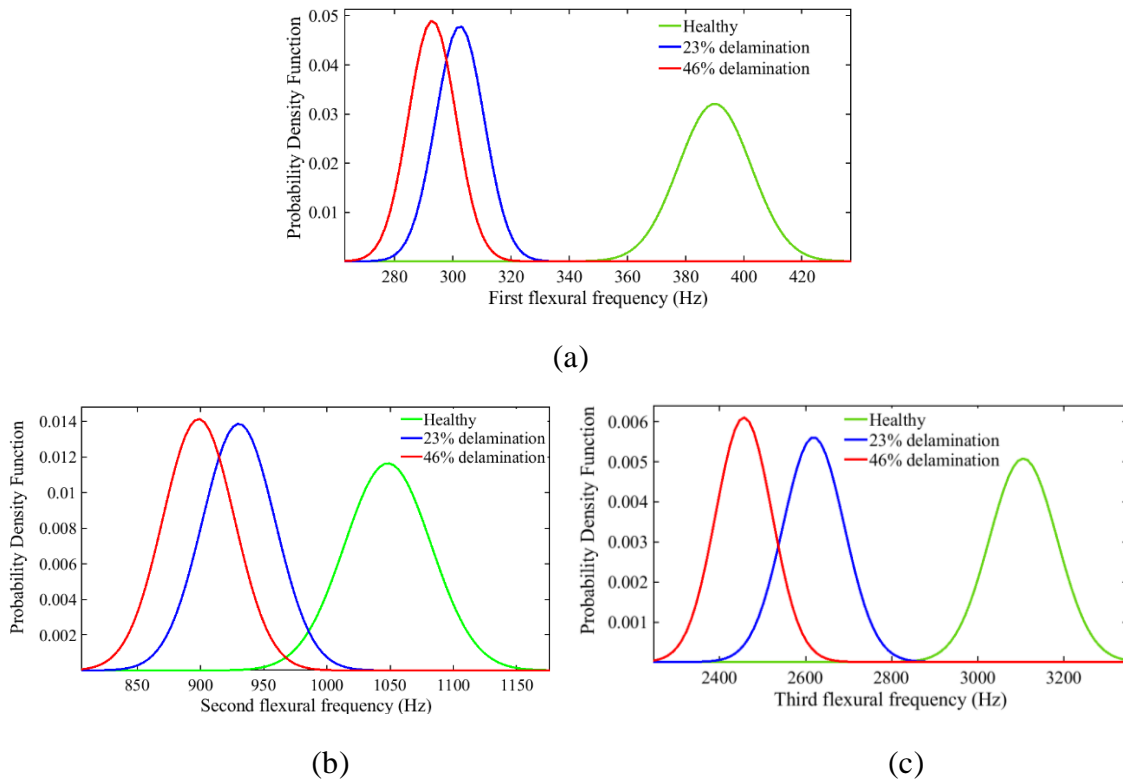 Probability Density Function
0.05
0.04
0.03
0.02
0.01
Healthy
23% delamination
46% delamination
280 300 320 340 360 380 400 420
First flexural frequency (Hz)
(a)
Probability Density Function
0.014
0.012
0.01
0.008
0.006
0.004
0.002
Healthy
23% delamination
46% delamination
850 900 950 1000 1050 1100 1150
Second flexural frequency (Hz)
(b)
Probability Density Function
0.006
0.005
0.004
0.003
0.002
0.001
Healthy
23% delamination
46% delamination
2400 2600 2800 3000 3200
Third flexural frequency (Hz)
(c)